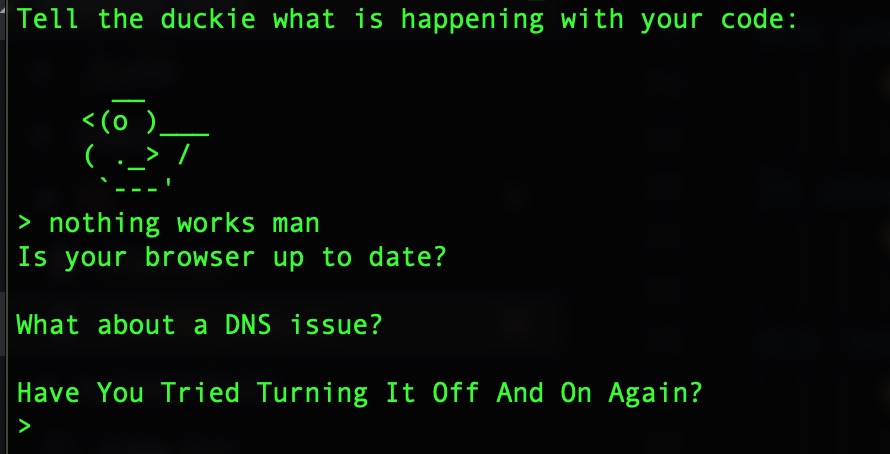 Tell the duckie what is happening with your code:
      __
   <(o )___
   ( ._> /
    `---'
> nothing works man
Is your browser up to date?
What about a DNS issue?
Have You Tried Turning It Off And On Again?
>